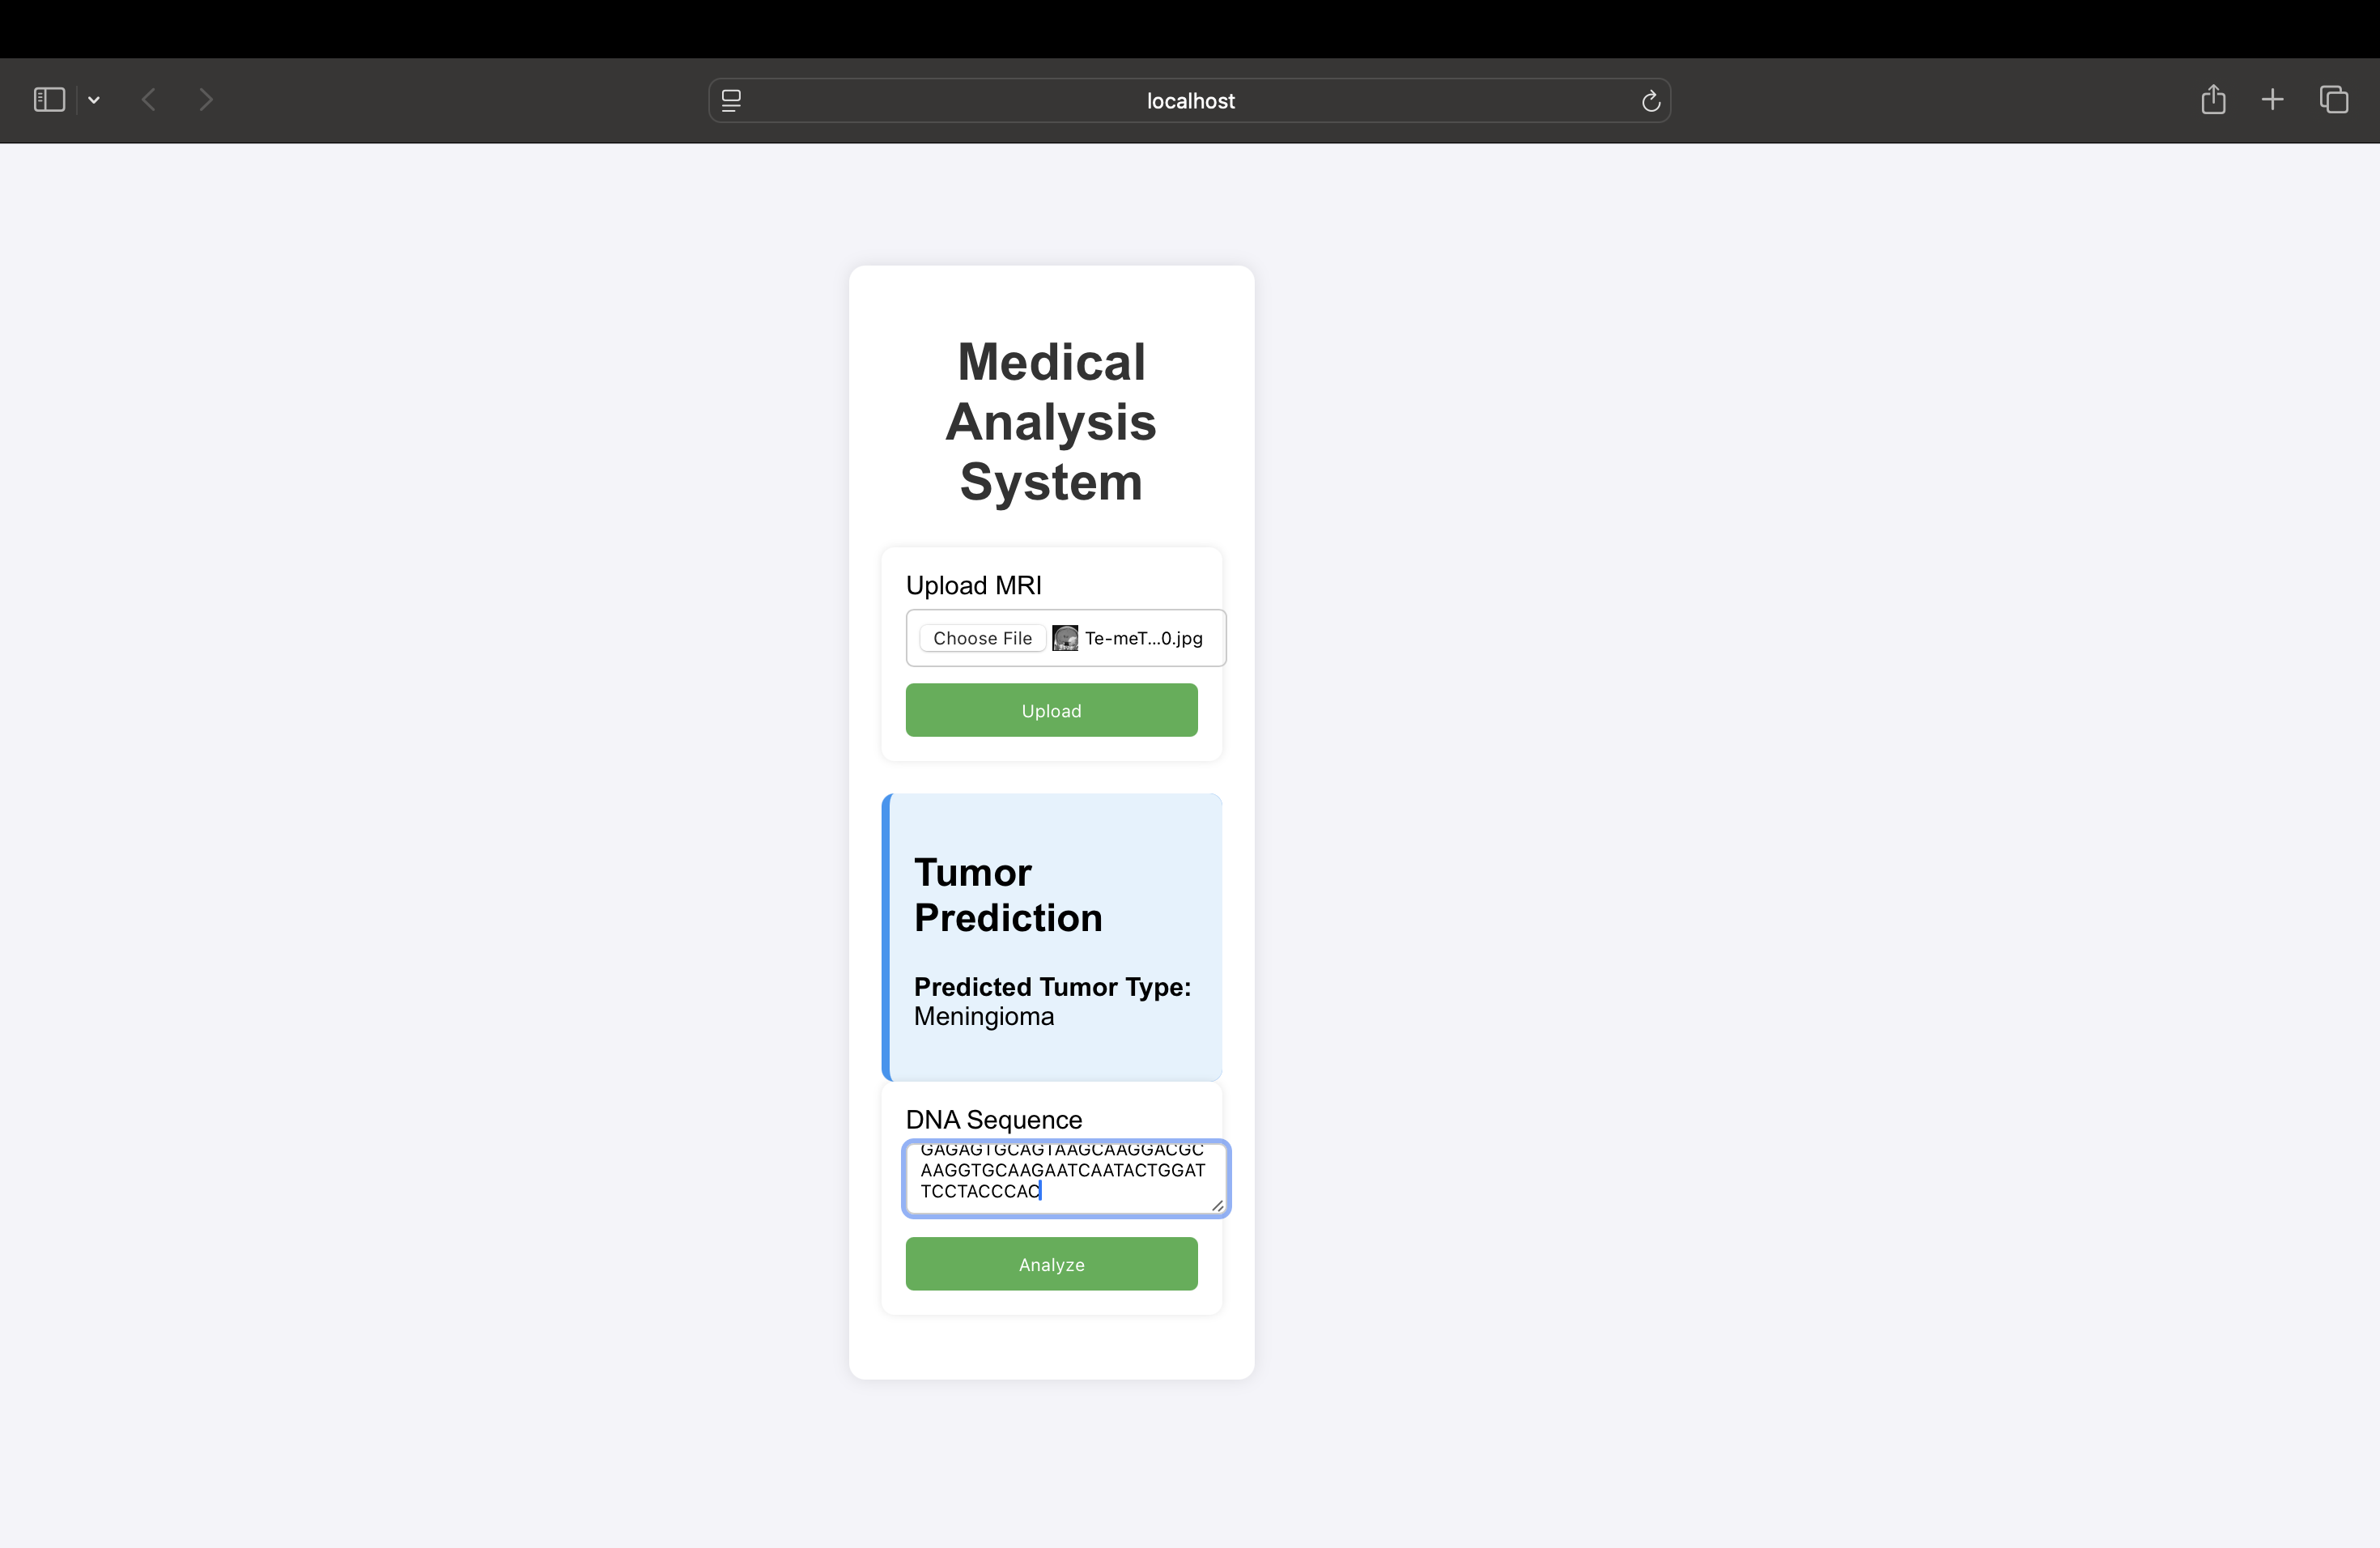 localhost
Medical
Analysis
System
Upload MRI
Choose File Te-meT...0.jpg
Upload
Tumor
Prediction
Predicted Tumor Type:
Meningioma
DNA Sequence
GAGAGTGCAGTAAGCAAGGACGC
AAGGTGCAAGAATCAATACTGGAT
TCCTACCCAC
Analyze